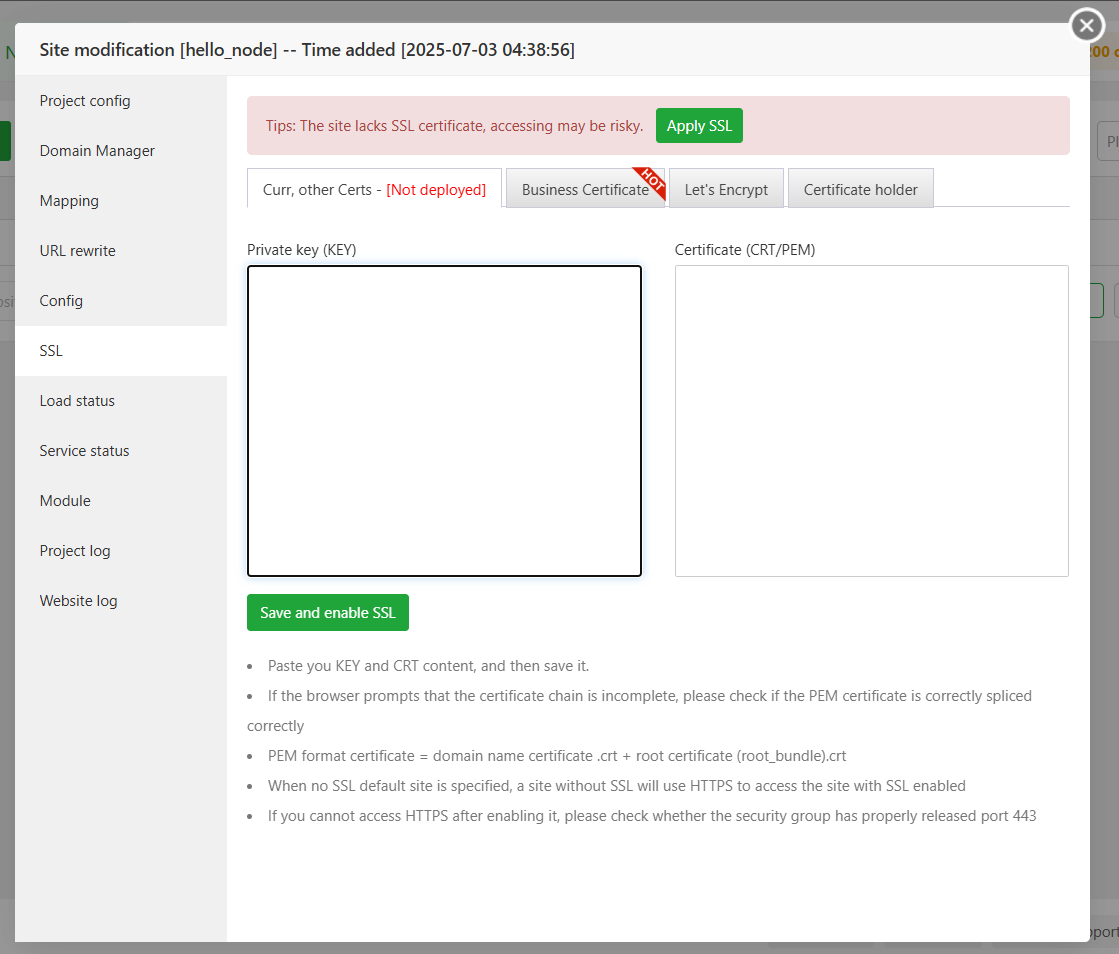 Site modification [hello_node] -- Time added [2025-07-03 04:38:56]
Project config
Domain Manager
Mapping
URL rewrite
Config
SSL
Load status
Service status
Module
Project log
Website log
Tips: The site lacks SSL certificate, accessing may be risky. Apply SSL
Curr, other Certs - [Not deployed] Business Certificate HOT Let's Encrypt Certificate holder
Private key (KEY) Certificate (CRT/PEM)
Save and enable SSL
• Paste you KEY and CRT content, and then save it.
• If the browser prompts that the certificate chain is incomplete, please check if the PEM certificate is correctly spliced
correctly
• PEM format certificate = domain name certificate .crt + root certificate (root_bundle).crt
• When no SSL default site is specified, a site without SSL will use HTTPS to access the site with SSL enabled
• If you cannot access HTTPS after enabling it, please check whether the security group has properly released port 443